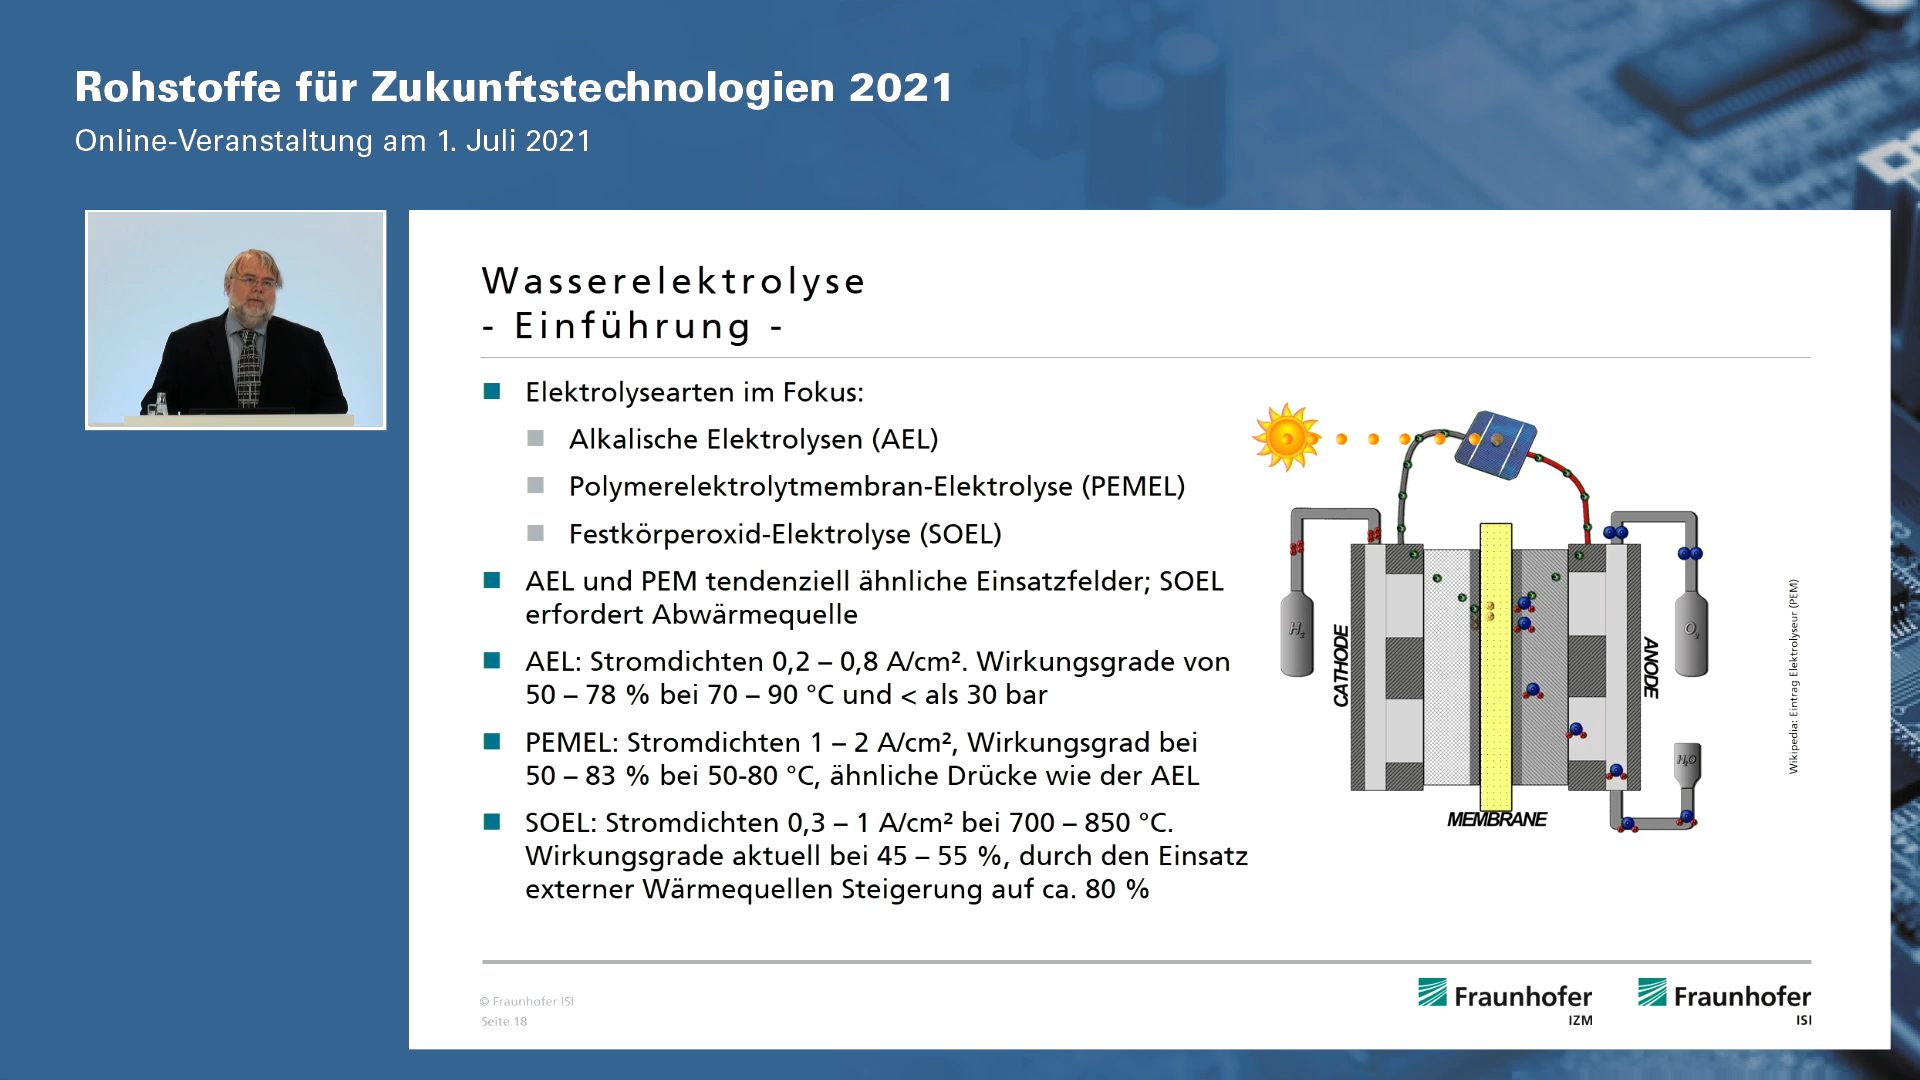 Rohstoffe für Zukunftstechnologien 2021
Online-Veranstaltung am 1. Juli 2021
Wasserelektrolyse
- Einführung -
Elektrolysearten im Fokus:
Alkalische Elektrolysen (AEL)
Polymerelektrolytmembran-Elektrolyse (PEMEL)
Festkörperoxid-Elektrolyse (SOEL)
AEL und PEM tendenziell ähnliche Einsatzfelder; SOEL
erfordert Abwärmequelle
AEL: Stromdichten 0,2 – 0,8 A/cm². Wirkungsgrade von
50 – 78 % bei 70 – 90 °C und < als 30 bar
PEMEL: Stromdichten 1 – 2 A/cm², Wirkungsgrad bei
50 – 83 % bei 50-80 °C, ähnliche Drücke wie der AEL
SOEL: Stromdichten 0,3 – 1 A/cm² bei 700 – 850 °C.
Wirkungsgrade aktuell bei 45 – 55 %, durch den Einsatz
externer Wärmequellen Steigerung auf ca. 80 %
H₂
CATHODE
MEMBRANE
ANODE
O₂
H₂O
Wikipedia: Eintrag Elektrolyseur (PEM)
© Fraunhofer ISI
Seite 18
Fraunhofer
IZM
Fraunhofer
ISI